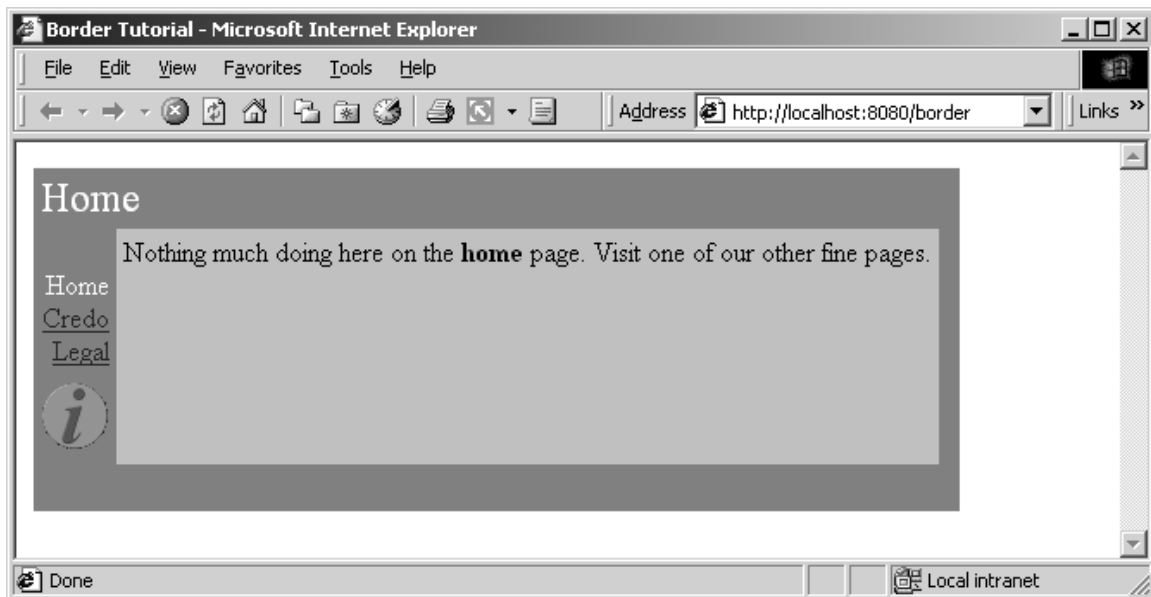 Border Tutorial - Microsoft Internet Explorer
File Edit View Favorites Tools Help
Address http://localhost:8080/border Links »
Home
Nothing much doing here on the home page. Visit one of our other fine pages.
Home
Credo
Legal
i
Done Local intranet